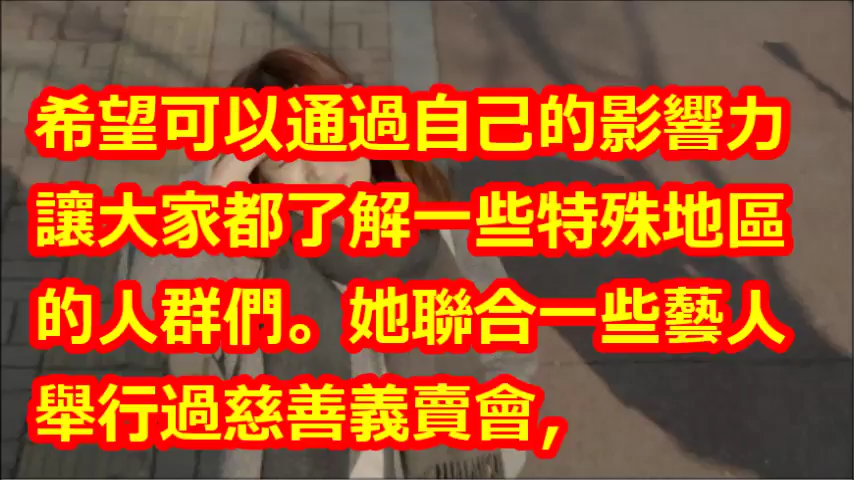 希望可以通過自己的影響力
讓大家都了解一些特殊地區
的人群們。她聯合一些藝人
舉行過慈善義賣會,